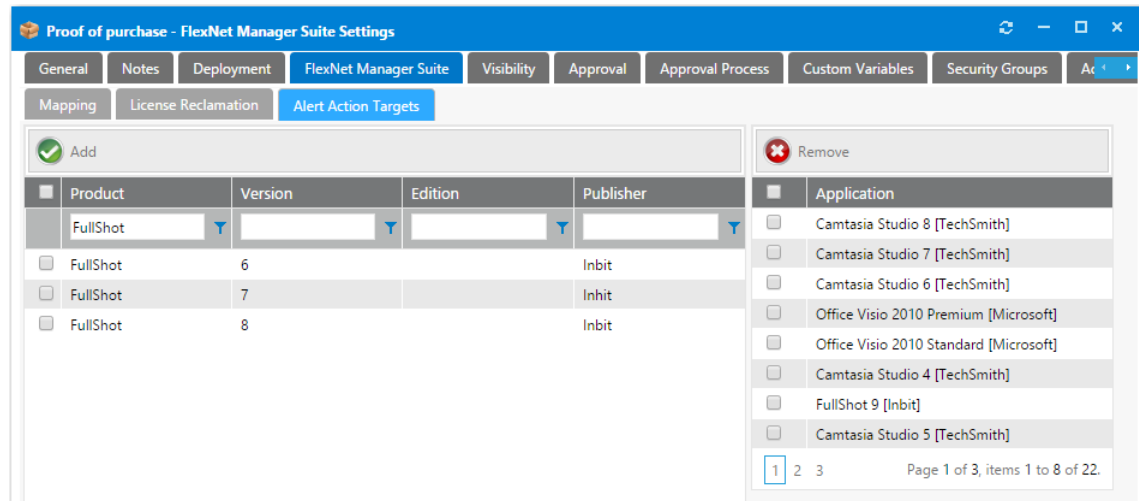 Proof of purchase - FlexNet Manager Suite Settings
General Notes Deployment FlexNet Manager Suite Visibility Approval Approval Process Custom Variables Security Groups
Mapping License Reclamation Alert Action Targets
Add
Product Version Edition Publisher
FullShot
FullShot 6 Inbit
FullShot 7 Inhit
FullShot 8 Inbit
Remove
Application
Camtasia Studio 8 [TechSmith]
Camtasia Studio 7 [TechSmith]
Camtasia Studio 6 [TechSmith]
Office Visio 2010 Premium [Microsoft]
Office Visio 2010 Standard [Microsoft]
Camtasia Studio 4 [TechSmith]
FullShot 9 [Inbit]
Camtasia Studio 5 [TechSmith]
1 2 3 Page 1 of 3, items 1 to 8 of 22.